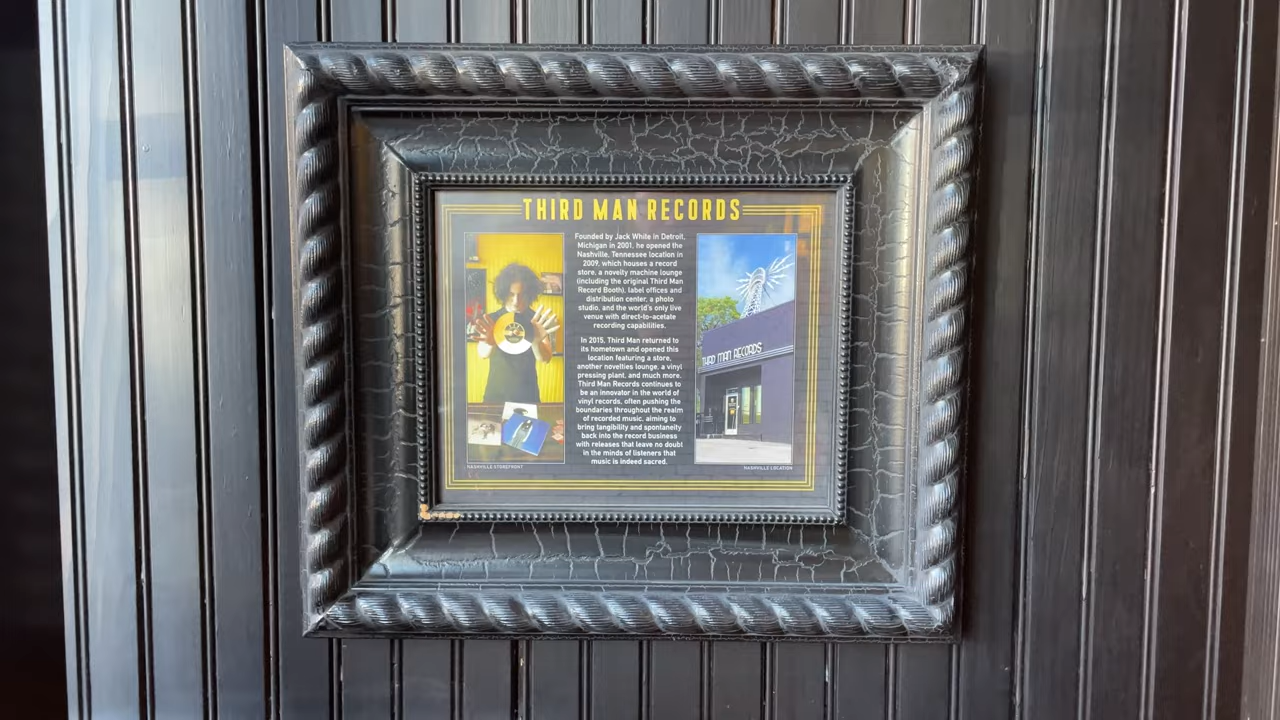 THIRD MAN RECORDS
Founded by Jack White in Detroit,
Michigan in 2001, he opened the
Nashville, Tennessee location in
2009, which houses a record
store, a novelty machine lounge
(including the original Third Man
Record Booth), label offices and
distribution center, a photo
studio, and the world's only live
venue with direct-to-acetate
recording capabilities.
In 2015, Third Man returned to
its hometown and opened this
location featuring a store,
another novelties lounge, a vinyl
pressing plant, and much more.
Third Man Records continues to
be an innovator in the world of
vinyl records, often pushing the
boundaries throughout the realm
of recorded music, aiming to
bring tangibility and spontaneity
back into the record business
with releases that leave no doubt
in the minds of listeners that
music is indeed sacred.
THIRD MAN RECORDS
NASHVILLE STOREFRONT
NASHVILLE LOCATION